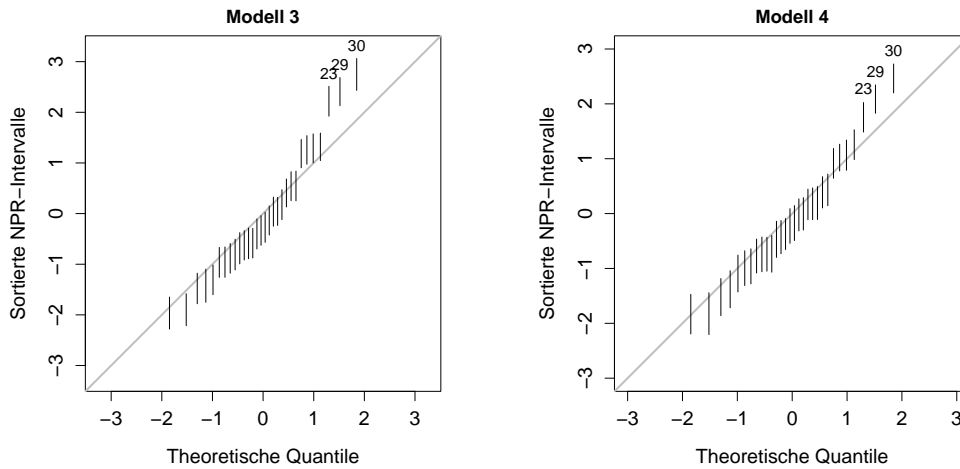 Modell 3
Sortierte NPR−Intervalle
3
2
1
0
−1
−2
−3
30
29
23
−3 −2 −1 0 1 2 3
Theoretische Quantile
Modell 4
Sortierte NPR−Intervalle
3
2
1
0
−1
−2
−3
30
29
23
−3 −2 −1 0 1 2 3
Theoretische Quantile